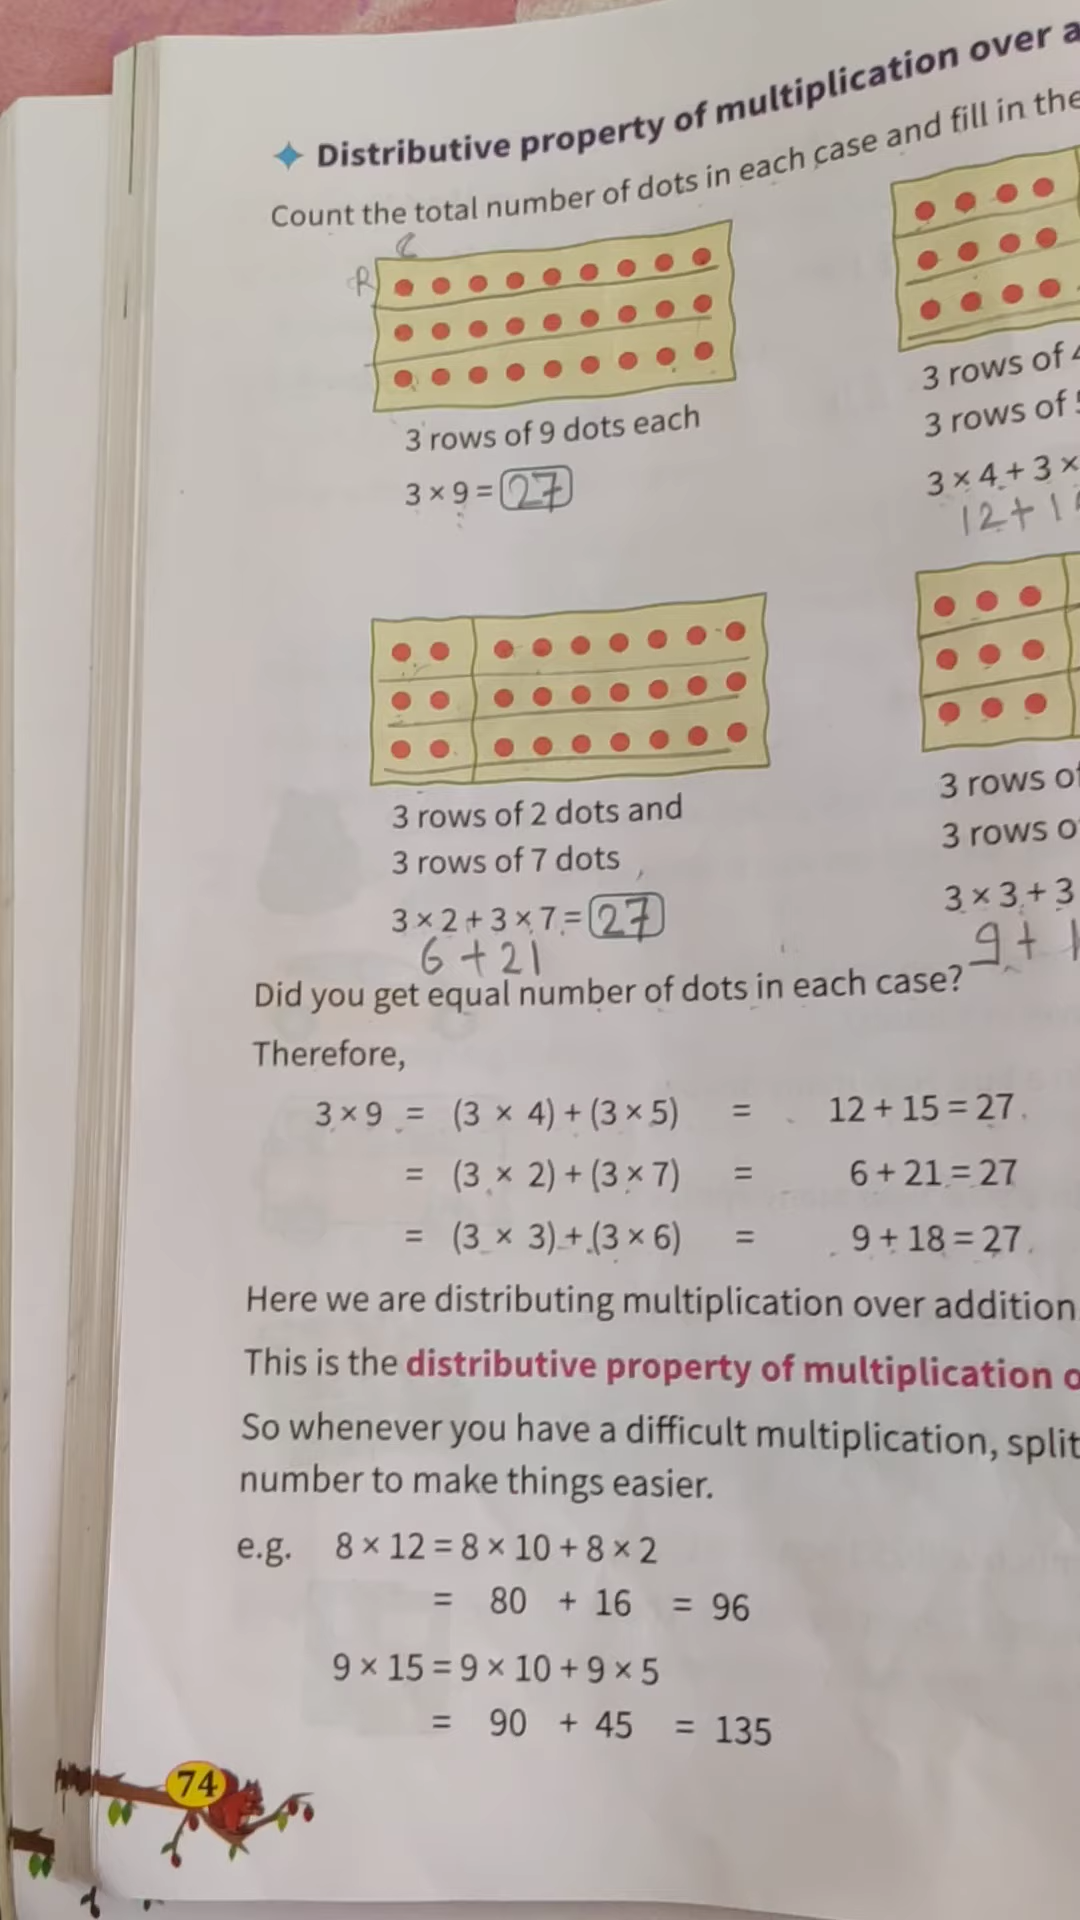 Distributive property of multiplication over a
Count the total number of dots in each case and fill in the
C
R
3 rows of 9 dots each
3 × 9 = 27
3 rows of 4
3 rows of 5
3 × 4 + 3 ×
12 + 1
3 rows of 2 dots and
3 rows of 7 dots
3 × 2 + 3 × 7 = 27
6 + 21
3 rows of
3 rows o
3 × 3 + 3
9 + 1
Did you get equal number of dots in each case?
Therefore,
3 × 9 = (3 × 4) + (3 × 5) = 12 + 15 = 27
= (3 × 2) + (3 × 7) = 6 + 21 = 27
= (3 × 3) + (3 × 6) = 9 + 18 = 27
Here we are distributing multiplication over addition
This is the distributive property of multiplication o
So whenever you have a difficult multiplication, split
number to make things easier.
e.g. 8 × 12 = 8 × 10 + 8 × 2
= 80 + 16 = 96
9 × 15 = 9 × 10 + 9 × 5
= 90 + 45 = 135
74